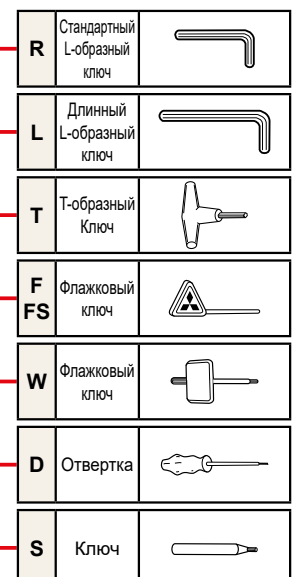 R
Стандартный
L-образный
ключ
L
Длинный
L-образный
ключ
T
Т-образный
Ключ
F
FS
Флажковый
ключ
W
Флажковый
ключ
D
Отвертка
S
Ключ